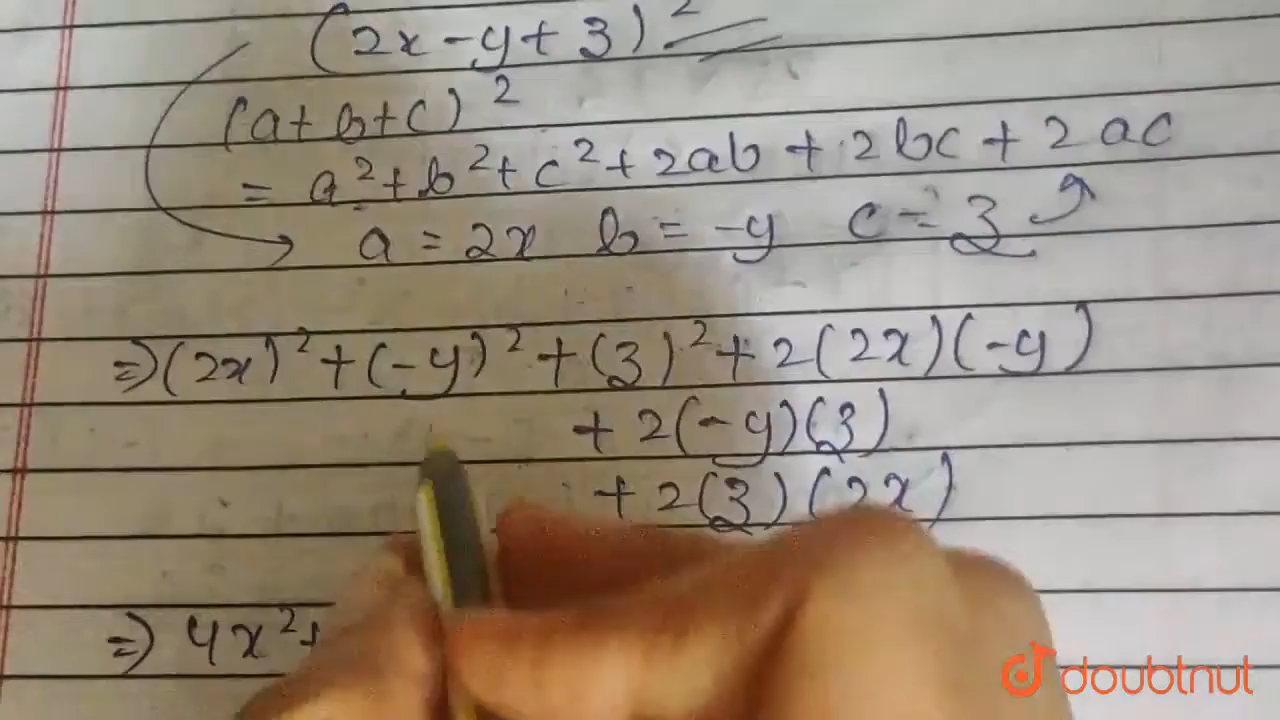 (2x-y+3)²
(a+b+c)²
= a²+b²+c²+2ab+2bc+2ac
a = 2x b = -y c = 3
⇒ (2x)²+(-y)²+(3)²+2(2x)(-y)
+ 2(-y)(3)
+ 2(3)(2x)
⇒ 4x²+
doubtnut